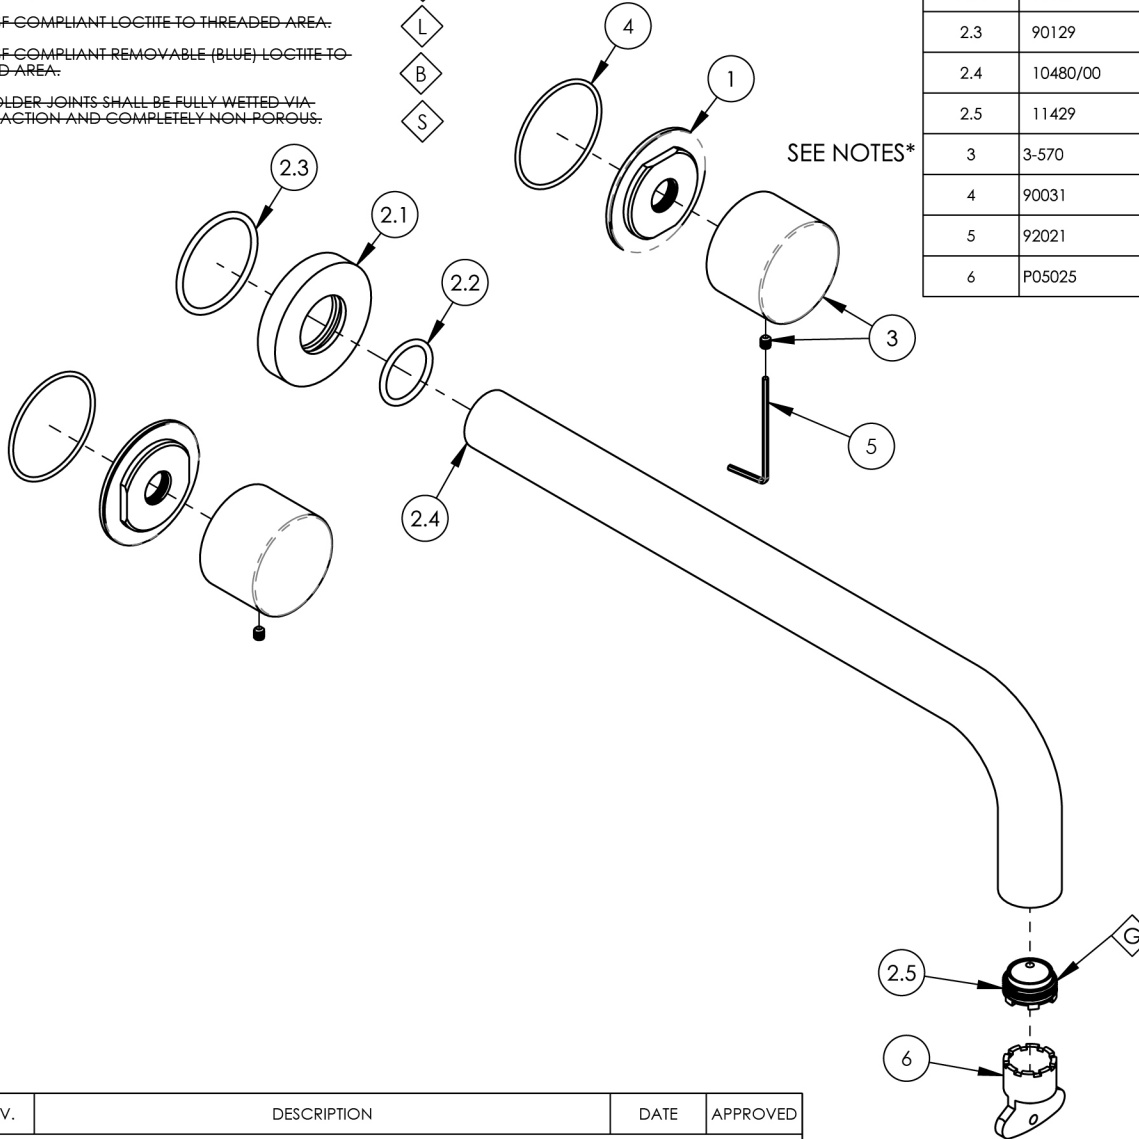 F COMPLIANT LOCTITE TO THREADED AREA.
F COMPLIANT REMOVABLE (BLUE) LOCTITE TO
D AREA.
OLDER JOINTS SHALL BE FULLY WETTED VIA
ACTION AND COMPLETELY NON-POROUS.
L
B
S
4
1
SEE NOTES*
2.3 90129
2.4 10480/00
2.5 11429
3 3-570
4 90031
5 92021
6 P05025
2.3
2.1
2.2
3
5
2.4
G
2.5
6
V. DESCRIPTION DATE APPROVED